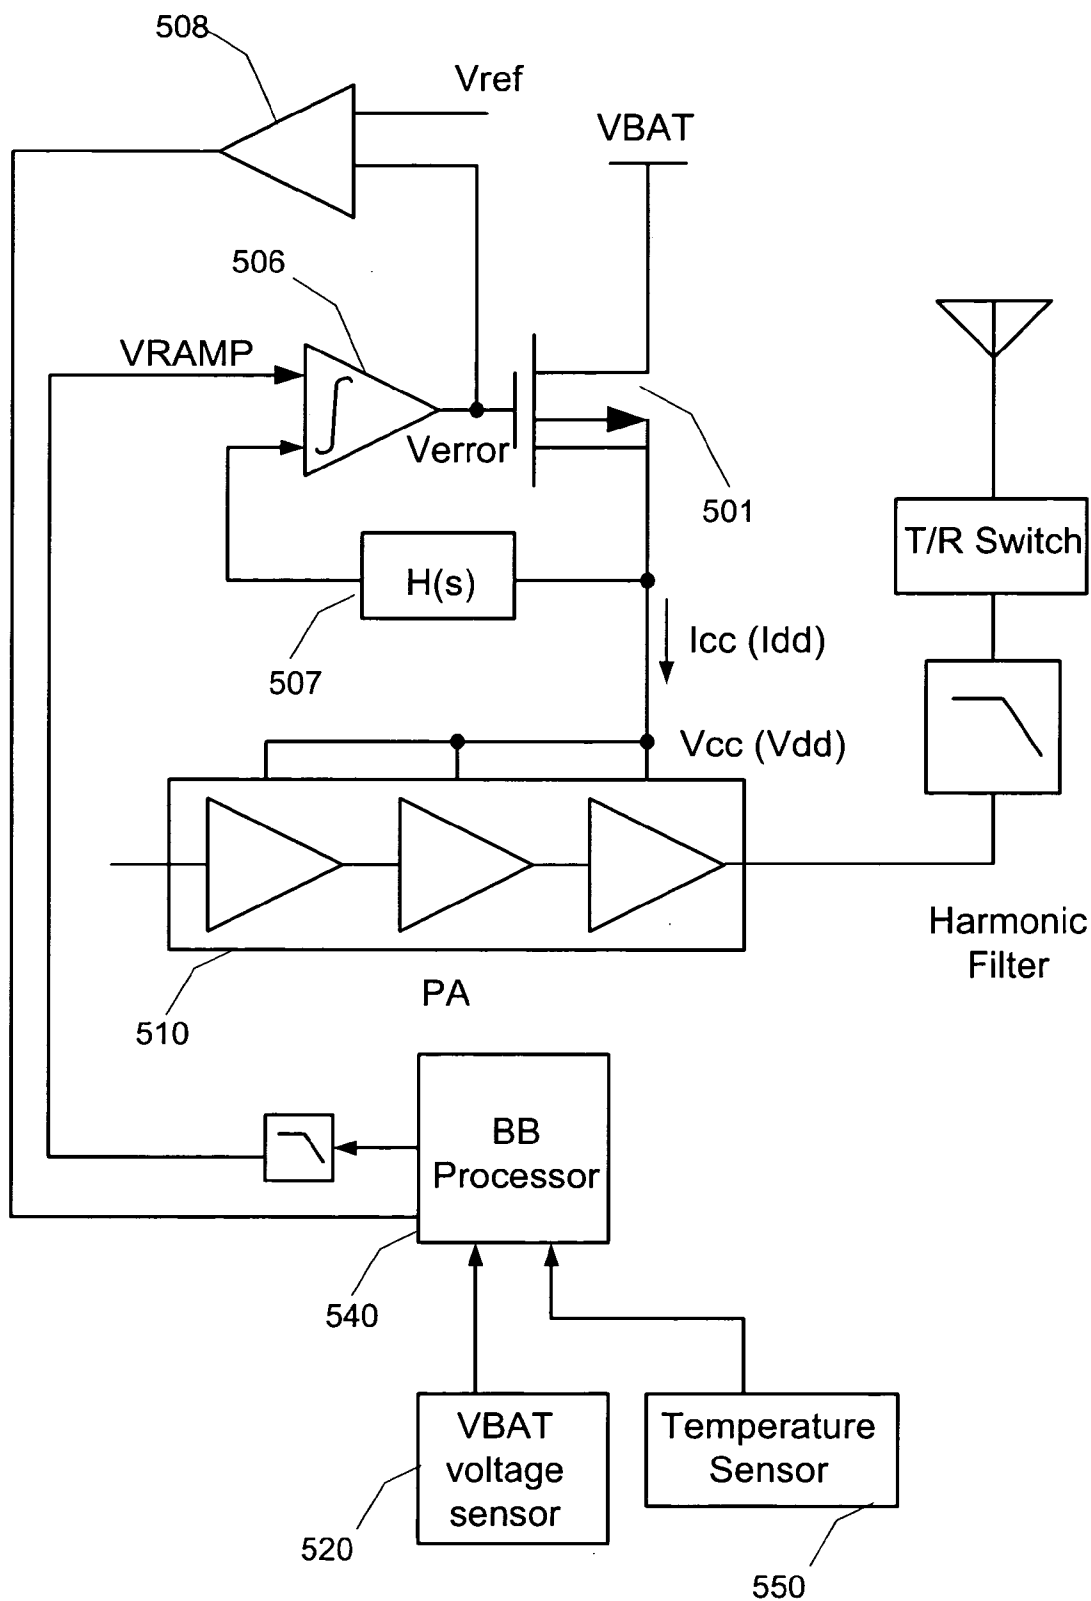 508
Vref
VBAT
506
VRAMP
Verror
501
T/R Switch
H(s)
Icc (Idd)
507
Vcc (Vdd)
Harmonic
Filter
PA
510
BB
Processor
540
VBAT
voltage
sensor
Temperature
Sensor
520
550